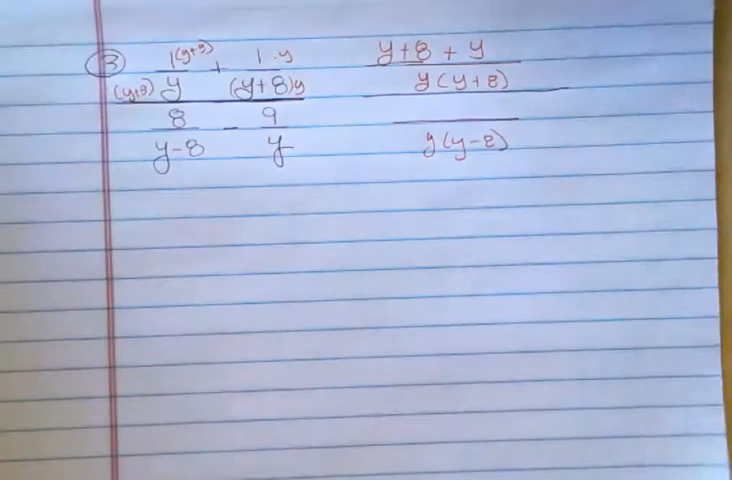 ③ 1(y+8) + 1 · y y+8 + y
(y+8) y (y+8)y y(y+8)
8 - 9
y-8 y y(y-8)